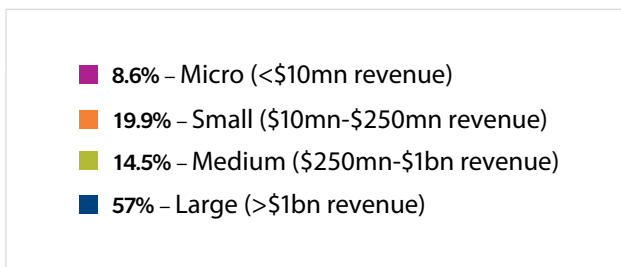 8.6% – Micro (<$10mn revenue)
19.9% – Small ($10mn-$250mn revenue)
14.5% – Medium ($250mn-$1bn revenue)
57% – Large (>$1bn revenue)